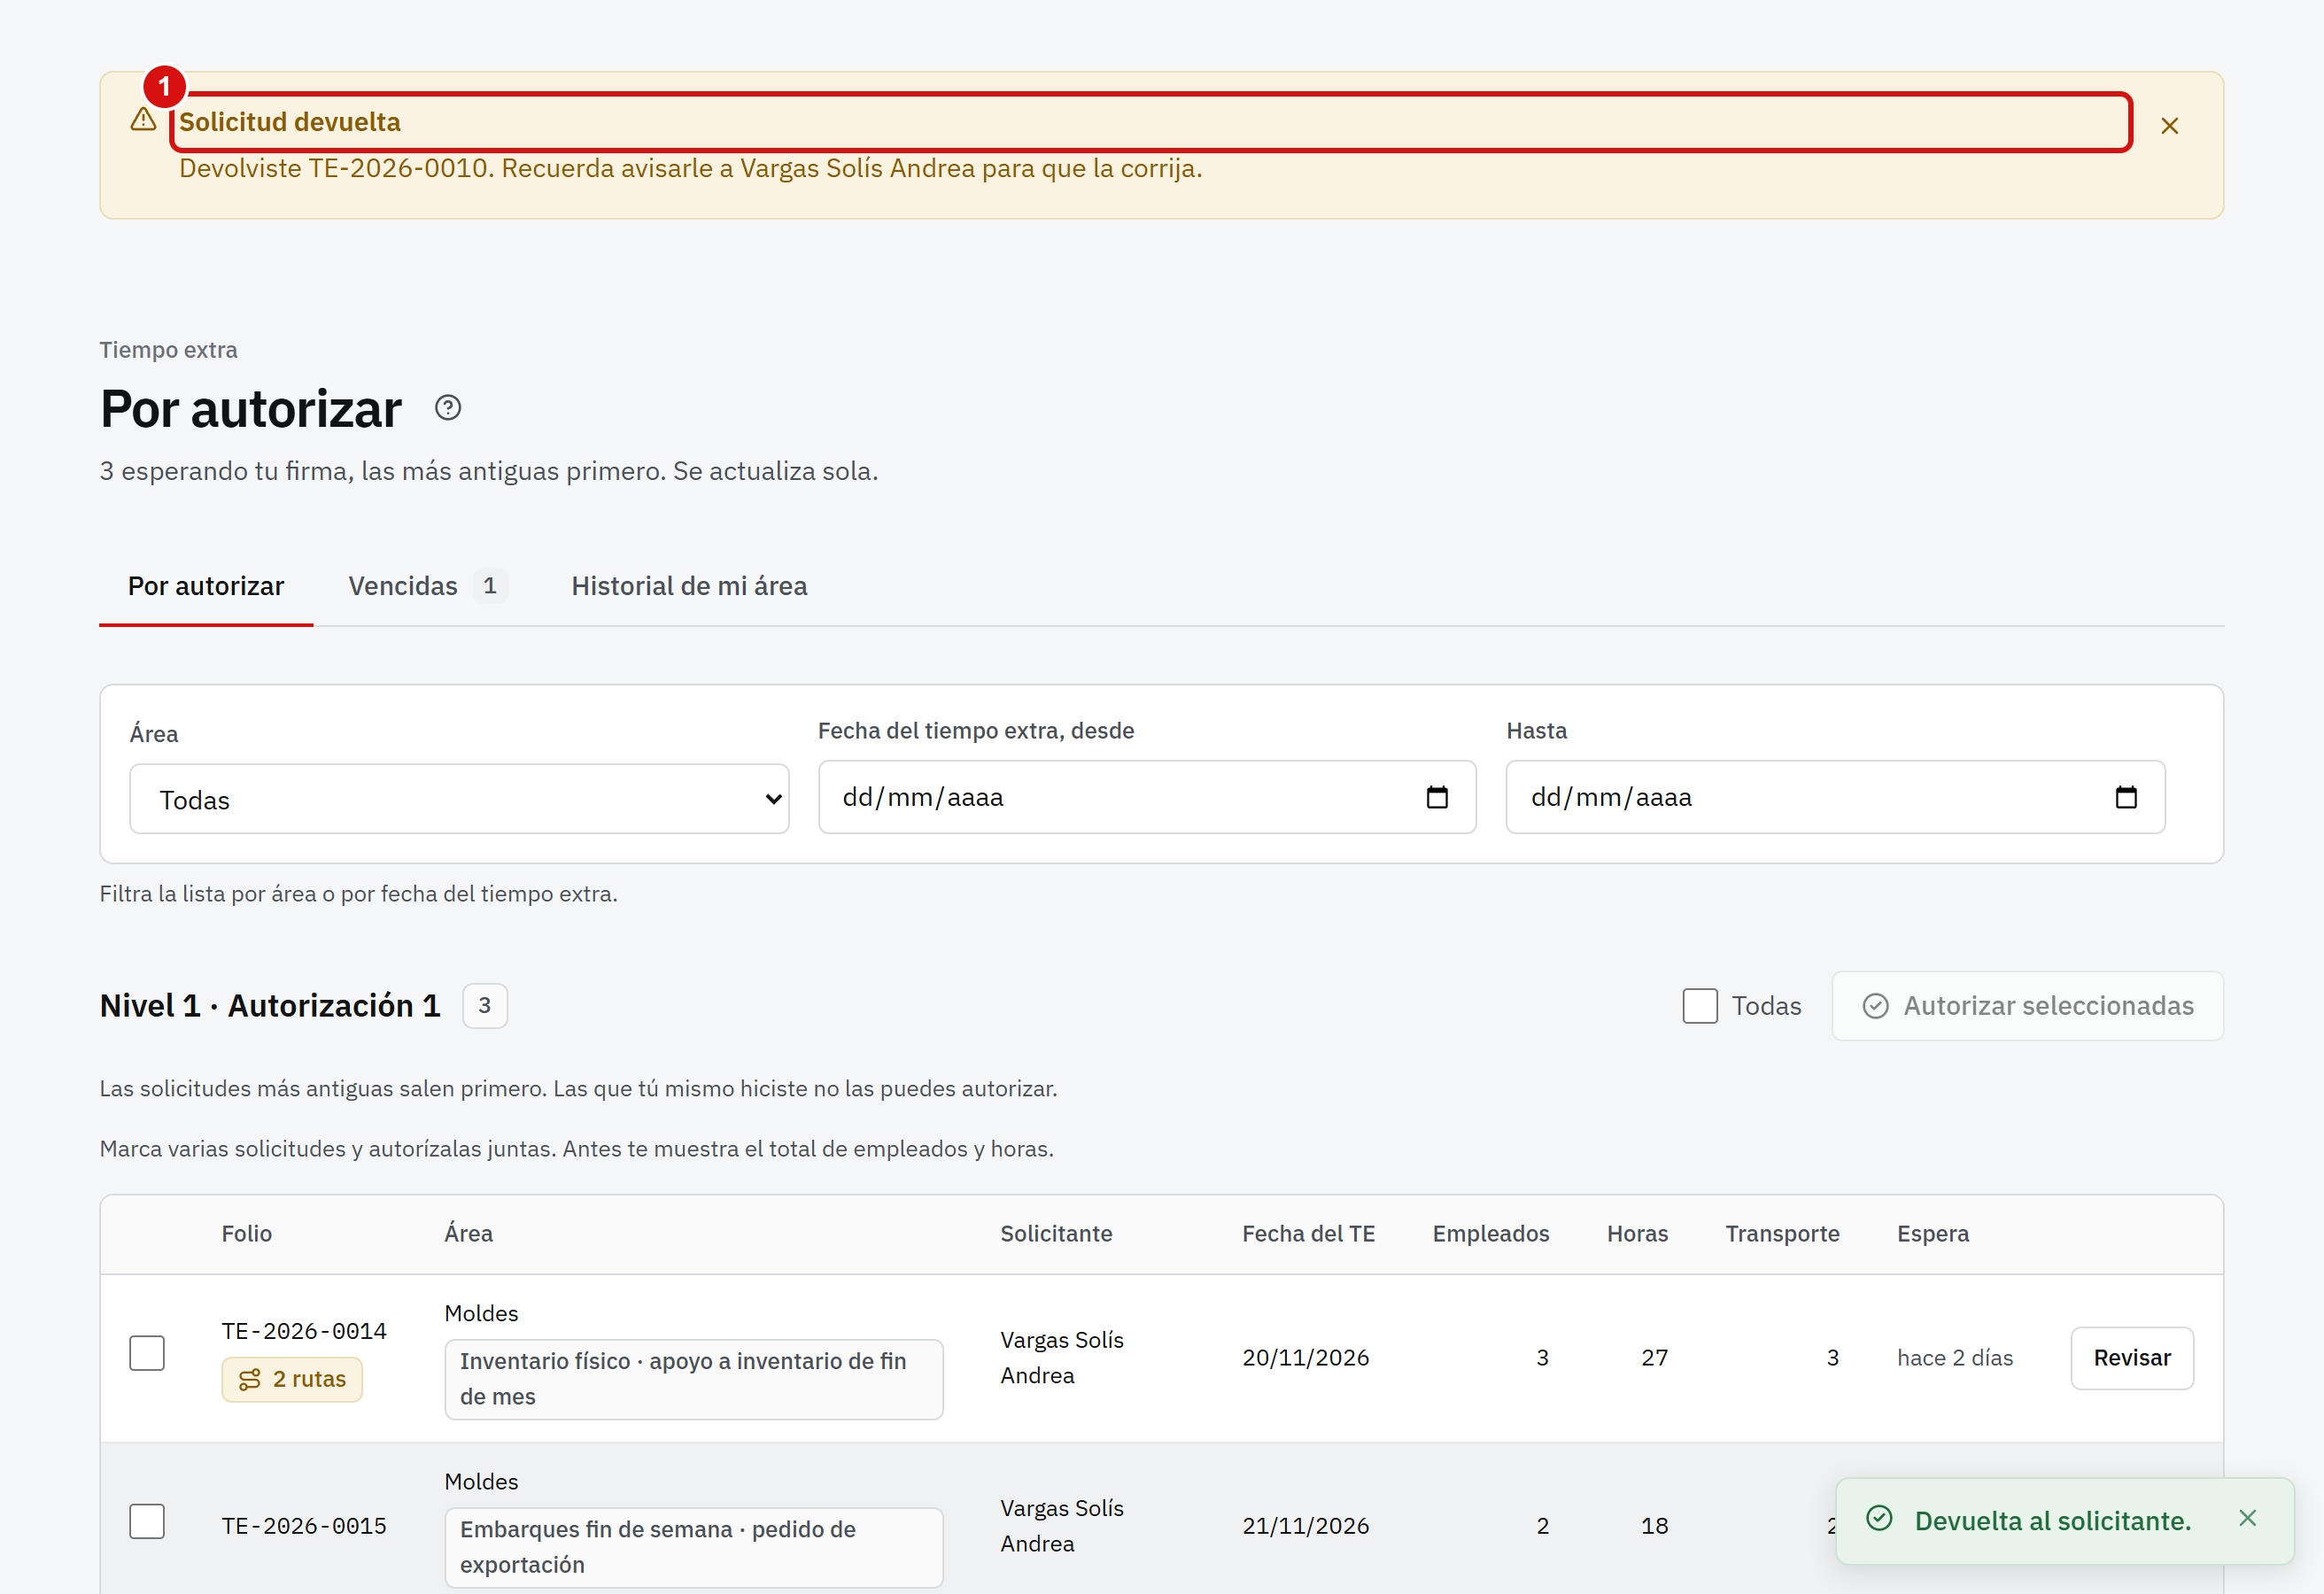 1
Solicitud devuelta
Devolviste TE-2026-0010. Recuerda avisarle a Vargas Solís Andrea para que la corrija.
Tiempo extra
Por autorizar
3 esperando tu firma, las más antiguas primero. Se actualiza sola.
Por autorizar Vencidas 1 Historial de mi área
Área Fecha del tiempo extra, desde Hasta
Todas dd/mm/aaaa dd/mm/aaaa
Filtra la lista por área o por fecha del tiempo extra.
Nivel 1 · Autorización 1 3 Todas Autorizar seleccionadas
Las solicitudes más antiguas salen primero. Las que tú mismo hiciste no las puedes autorizar.
Marca varias solicitudes y autorízalas juntas. Antes te muestra el total de empleados y horas.
Folio Área Solicitante Fecha del TE Empleados Horas Transporte Espera
TE-2026-0014
2 rutas
Moldes
Inventario físico · apoyo a inventario de fin
de mes
Vargas Solís
Andrea
20/11/2026 3 27 3 hace 2 días Revisar
TE-2026-0015
Moldes
Embarques fin de semana · pedido de
exportación
Vargas Solís
Andrea
21/11/2026 2 18 2
Devuelta al solicitante.